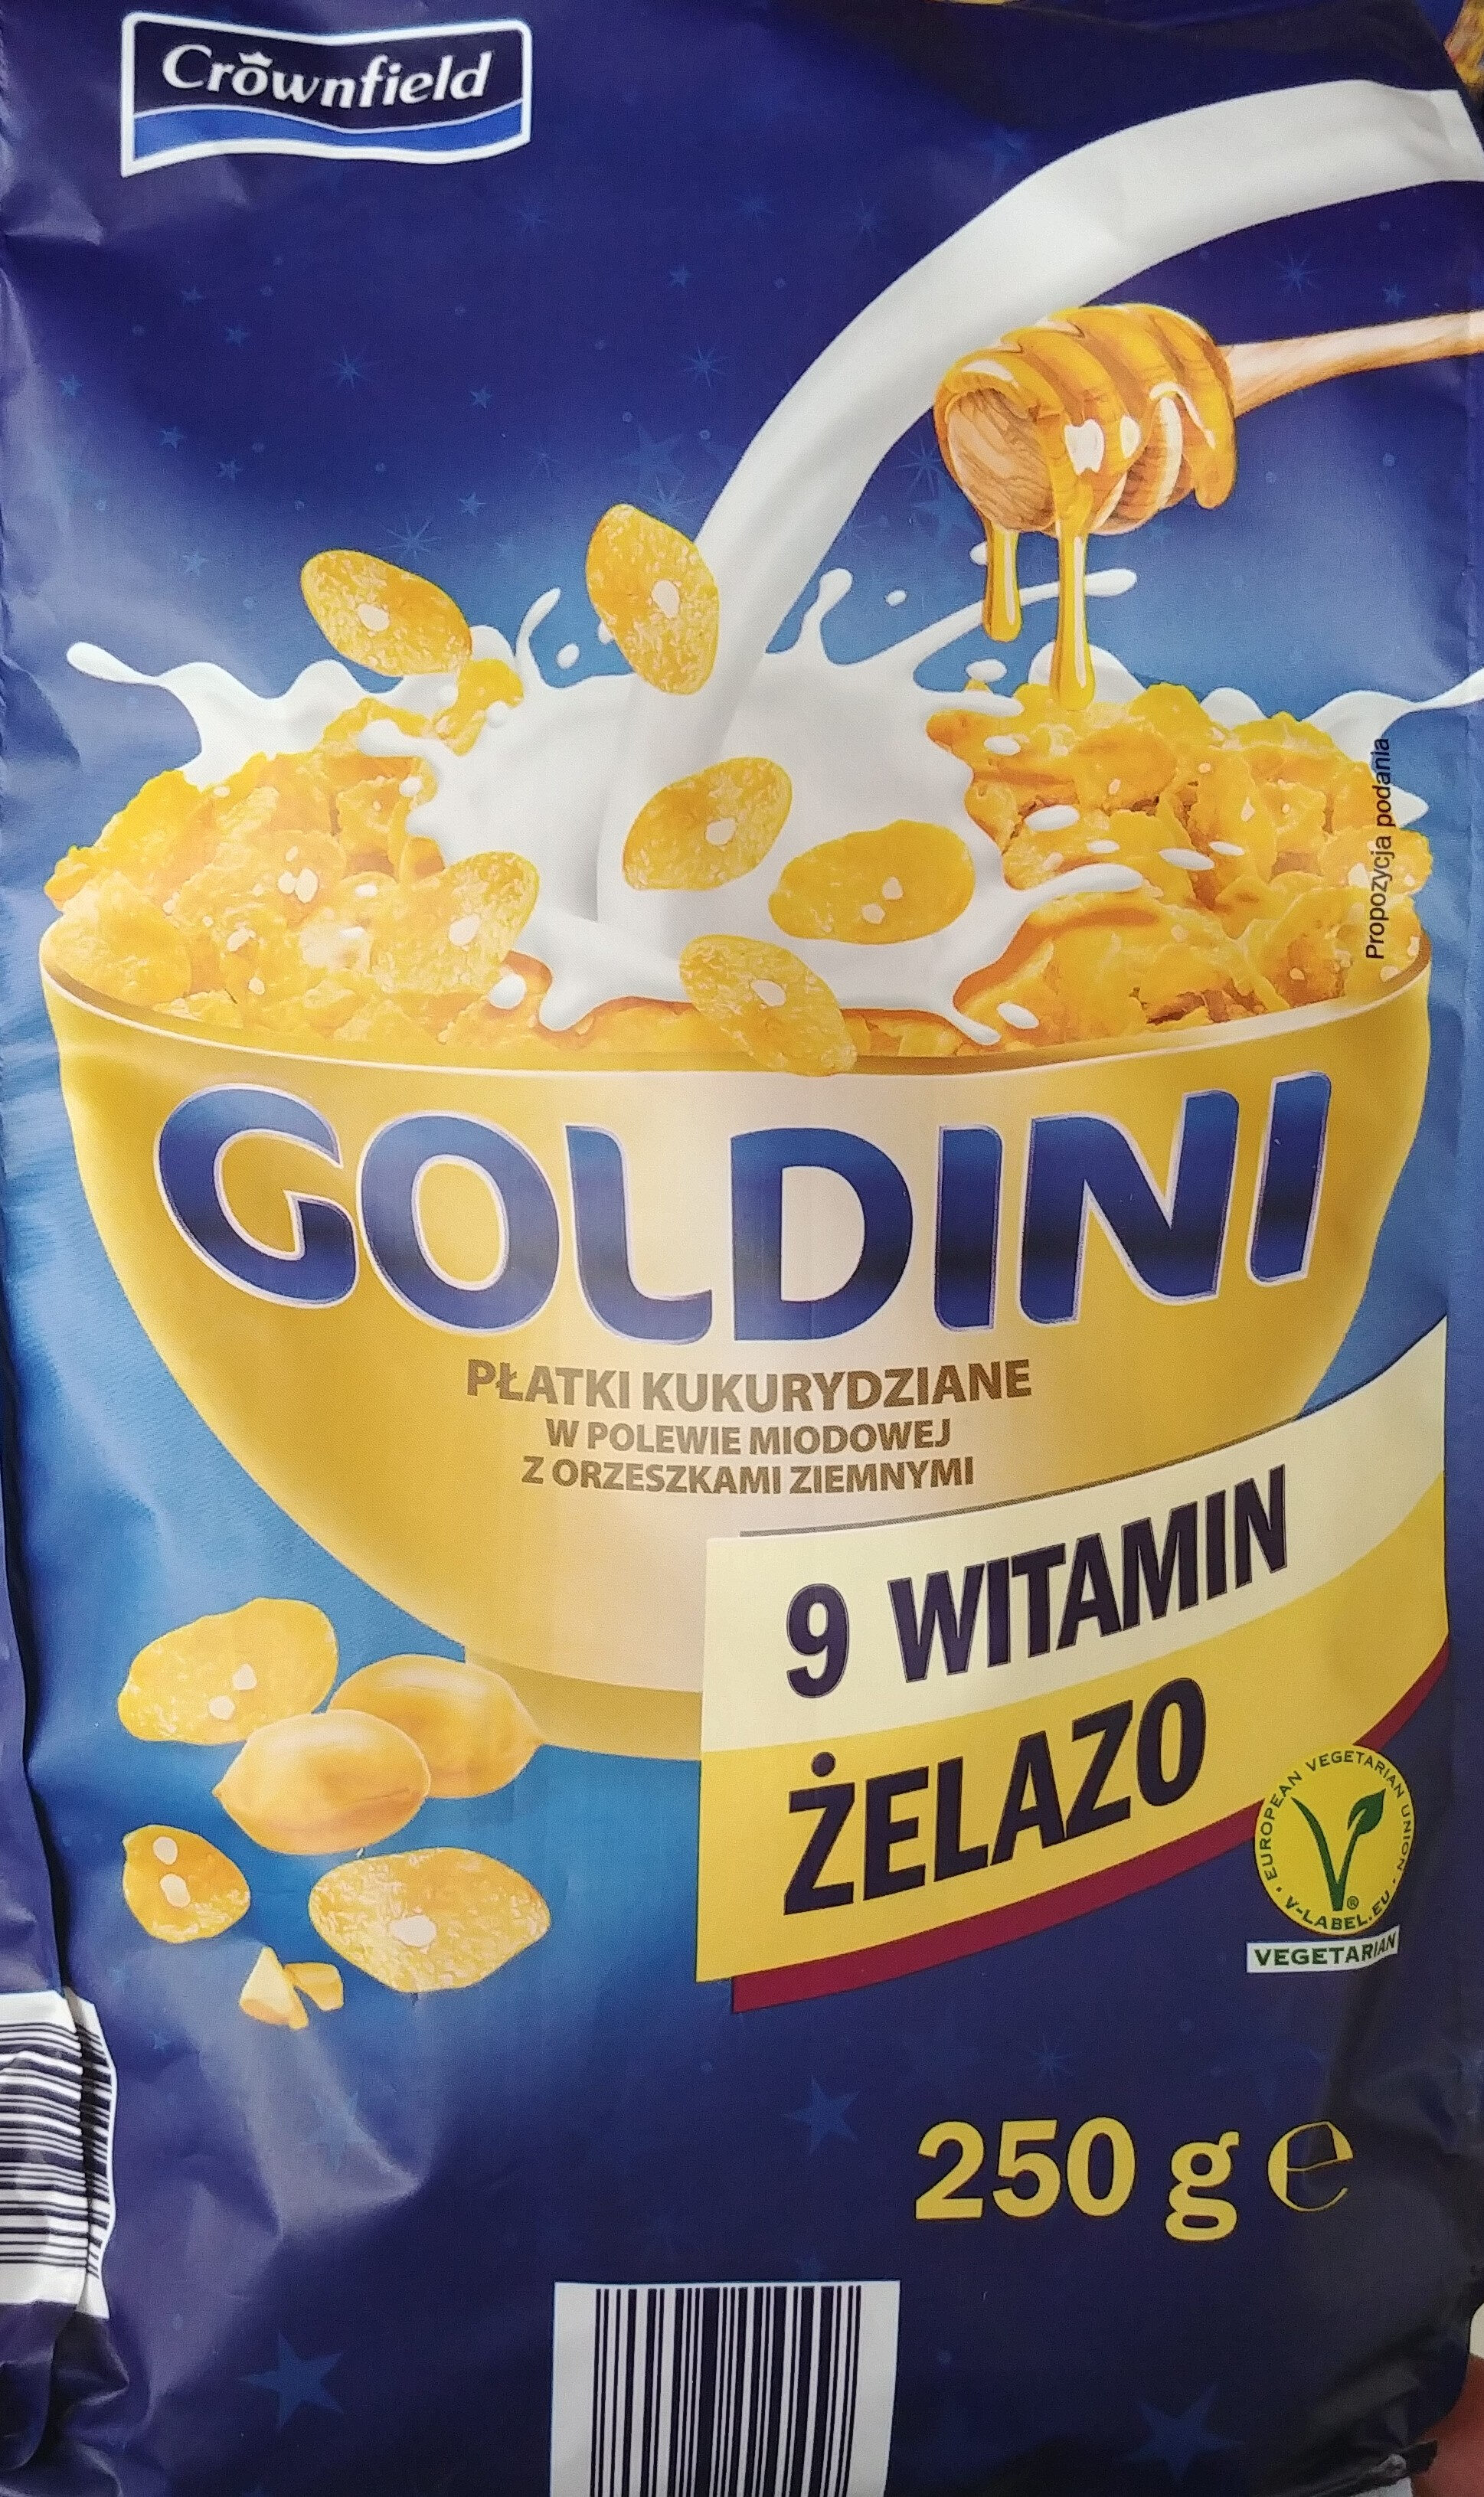 Crownfield
Propozycja podania
GOLDINI
PŁATKI KUKURYDZIANE
W POLEWIE MIODOWEJ
Z ORZESZKAMI ZIEMNYMI
9 WITAMIN
ŻELAZO
• EUROPEAN VEGETARIAN UNION •
V-LABEL.EU
®
VEGETARIAN
250 g ℮